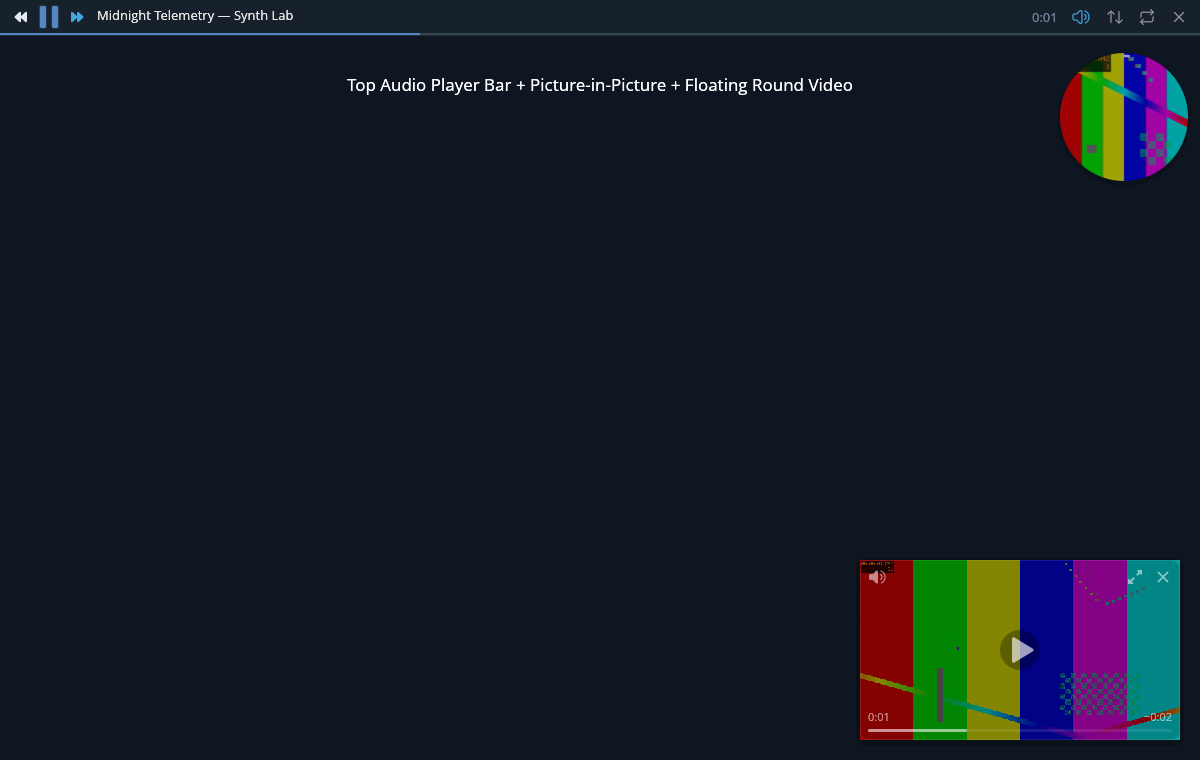 Midnight Telemetry — Synth Lab
0:01
Top Audio Player Bar + Picture-in-Picture + Floating Round Video
0:01
−0:02